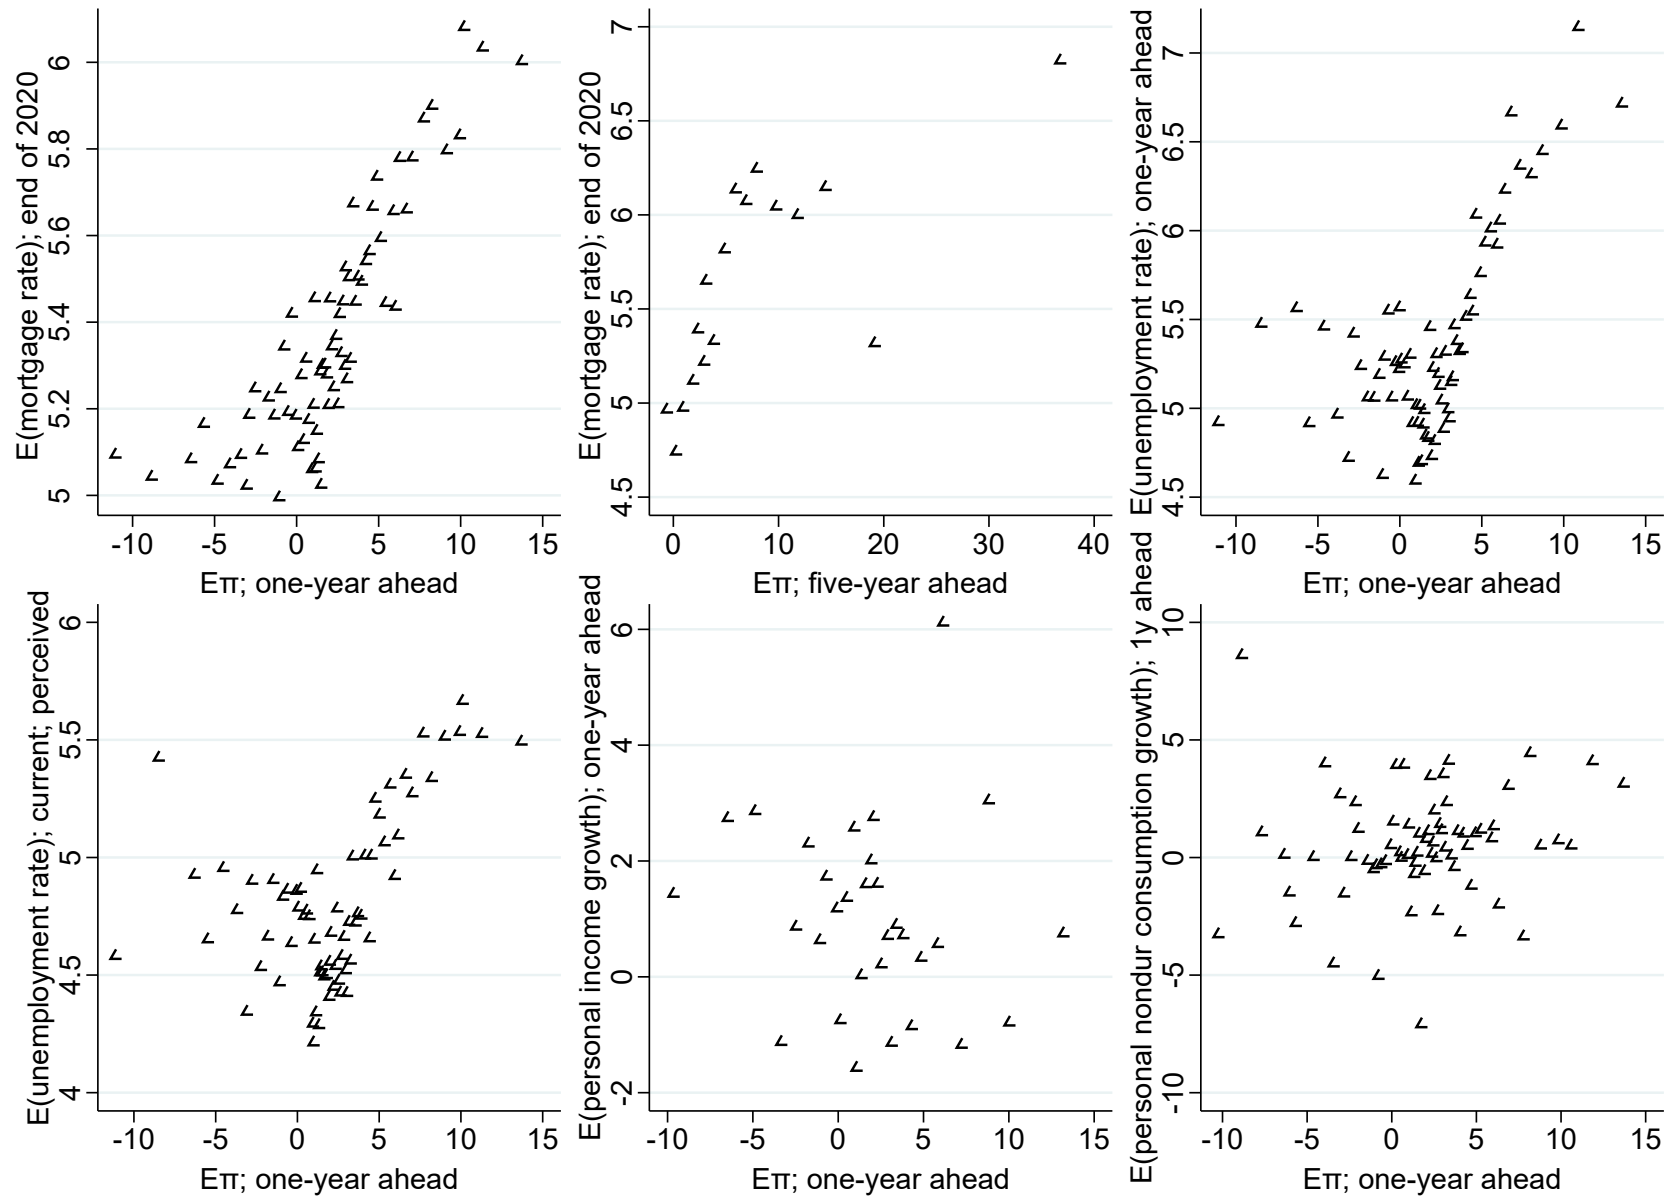 E(mortgage rate); end of 2020
6
5.8
5.6
5.4
5.2
5
-10 -5 0 5 10 15
Eπ; one-year ahead
E(mortgage rate); end of 2020
7
6.5
6
5.5
5
4.5
0 10 20 30 40
Eπ; five-year ahead
E(unemployment rate); one-year ahead
7
6.5
6
5.5
5
4.5
-10 -5 0 5 10 15
Eπ; one-year ahead
E(unemployment rate); current; perceived
6
5.5
5
4.5
4
-10 -5 0 5 10 15
Eπ; one-year ahead
E(personal income growth); one-year ahead
6
4
2
0
-2
-10 -5 0 5 10 15
Eπ; one-year ahead
E(personal nondur consumption growth); 1y ahead
10
5
0
-5
-10
-10 -5 0 5 10 15
Eπ; one-year ahead